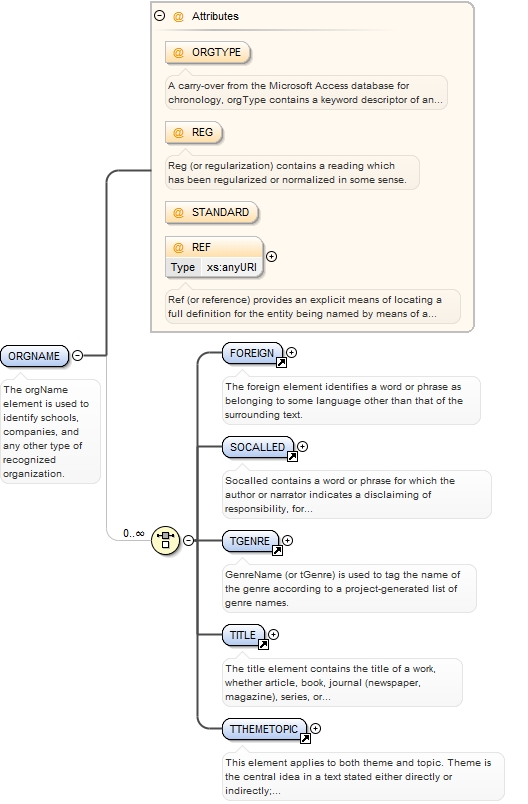 @ Attributes
@ ORGTYPE
A carry-over from the Microsoft Access database for
chronology, orgType contains a keyword descriptor of an...
@ REG
Reg (or regularization) contains a reading which
has been regularized or normalized in some sense.
@ STANDARD
@ REF
Type xs:anyURI
Ref (or reference) provides an explicit means of locating a
full definition for the entity being named by means of a...
ORGNAME
The orgName
element is used to
identify schools,
companies, and
any other type of
recognized
organization.
0..∞
FOREIGN
The foreign element identifies a word or phrase as
belonging to some language other than that of the
surrounding text.
SOCALLED
Socalled contains a word or phrase for which the
author or narrator indicates a disclaiming of
responsibility, for...
TGENRE
GenreName (or tGenre) is used to tag the name of
the genre according to a project-generated list of
genre names.
TITLE
The title element contains the title of a work,
whether article, book, journal (newspaper,
magazine), series, or...
TTHEMETOPIC
This element applies to both theme and topic. Theme is
the central idea in a text stated either directly or
indirectly;...